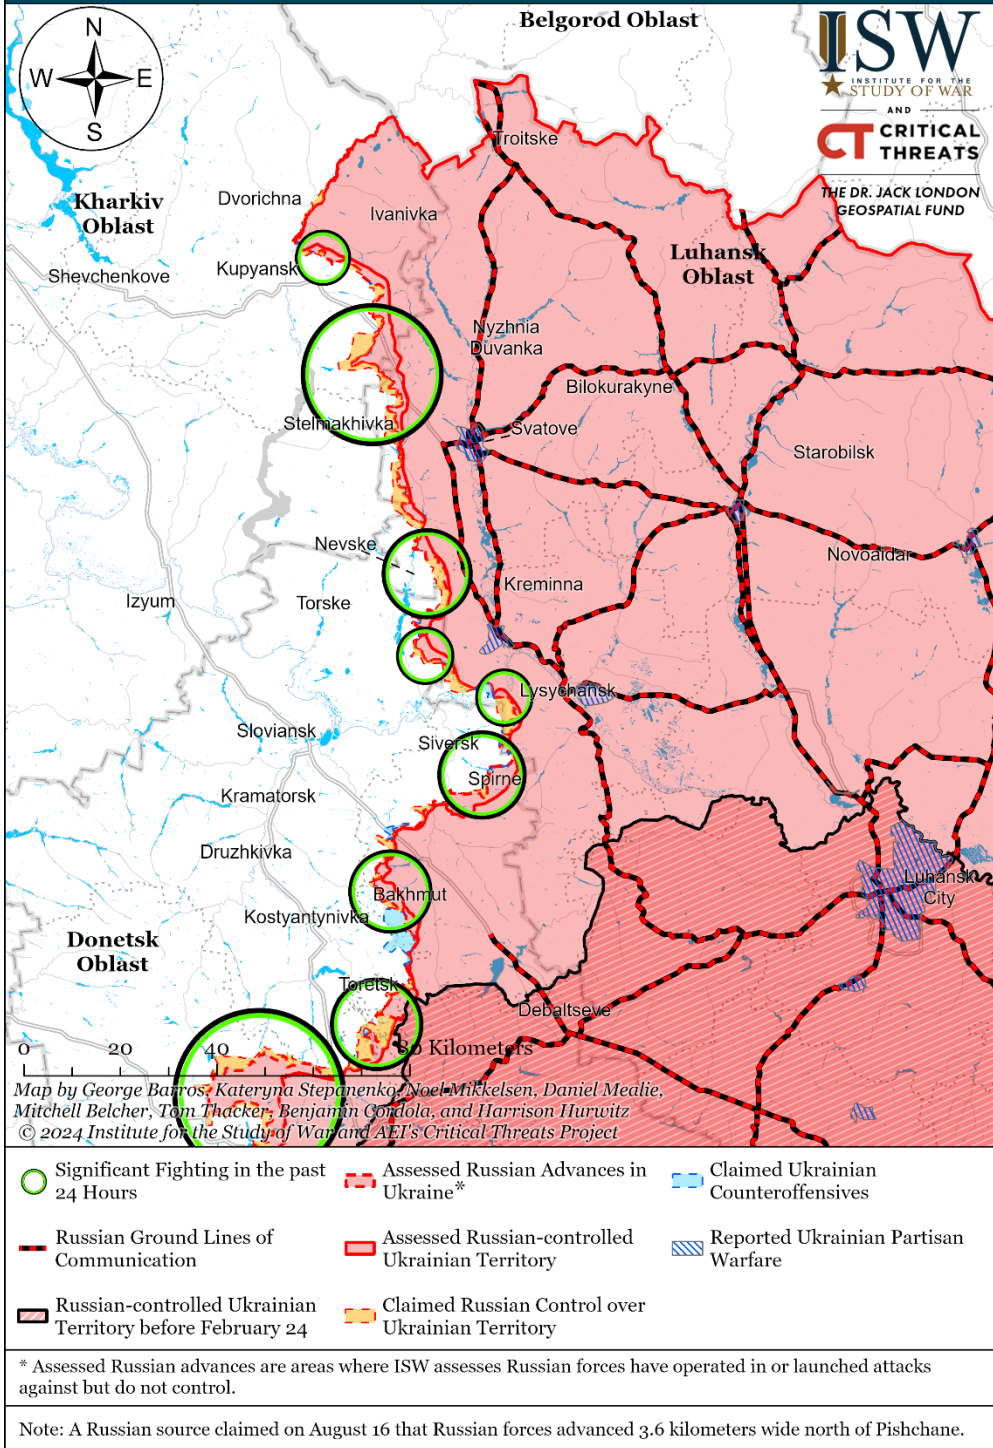 Belgorod Oblast
N
W E
S
ISW
INSTITUTE FOR THE
STUDY OF WAR
AND
CT CRITICAL
THREATS
THE DR. JACK LONDON
GEOSPATIAL FUND
Troitske
Dvorichna
Kharkiv
Oblast
Ivanivka
Luhansk
Oblast
Shevchenkove
Kupyansk
Nyzhnia
Duvanka
Bilokurakyne
Stelmakhivka
Svatove
Starobilsk
Nevske
Novoaidar
Kreminna
Izyum
Torske
Lysychansk
Sloviansk
Siversk
Spirne
Kramatorsk
Druzhkivka
Luhansk
City
Bakhmut
Kostyantynivka
Donetsk
Oblast
Toretsk
Debaltseve
0 20 40 80 Kilometers
Map by George Barros, Kateryna Stepanenko, Noel Mikkelsen, Daniel Mealie,
Mitchell Belcher, Tom Thacker, Benjamin Cordola, and Harrison Hurwitz
© 2024 Institute for the Study of War and AEI's Critical Threats Project
Significant Fighting in the past
24 Hours
Assessed Russian Advances in
Ukraine*
Claimed Ukrainian
Counteroffensives
Russian Ground Lines of
Communication
Assessed Russian-controlled
Ukrainian Territory
Reported Ukrainian Partisan
Warfare
Russian-controlled Ukrainian
Territory before February 24
Claimed Russian Control over
Ukrainian Territory
* Assessed Russian advances are areas where ISW assesses Russian forces have operated in or launched attacks
against but do not control.
Note: A Russian source claimed on August 16 that Russian forces advanced 3.6 kilometers wide north of Pishchane.